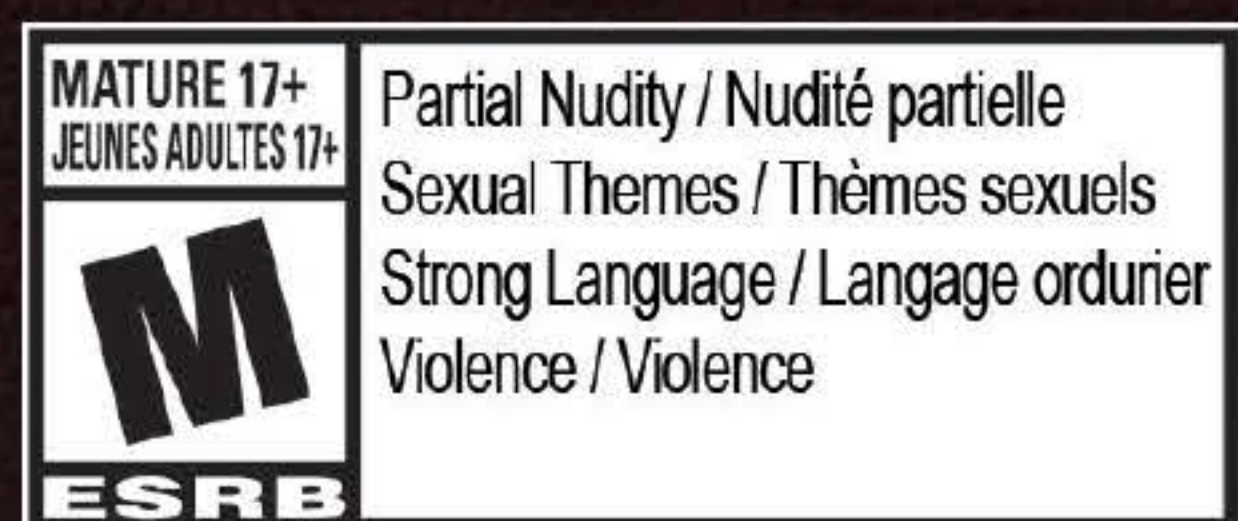 MATURE 17+
JEUNES ADULTES 17+
M
ESRB
Partial Nudity / Nudité partielle
Sexual Themes / Thèmes sexuels
Strong Language / Langage ordurier
Violence / Violence